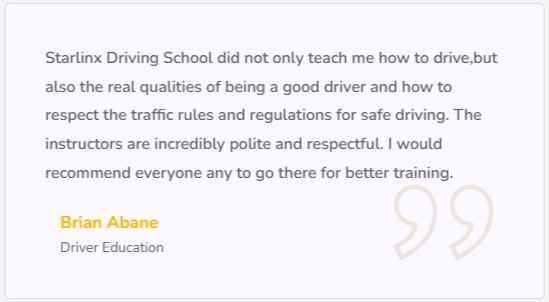 Starlinx Driving School did not only teach me how to drive,but
also the real qualities of being a good driver and how to
respect the traffic rules and regulations for safe driving. The
instructors are incredibly polite and respectful. I would
recommend everyone any to go there for better training.
Brian Abane
Driver Education